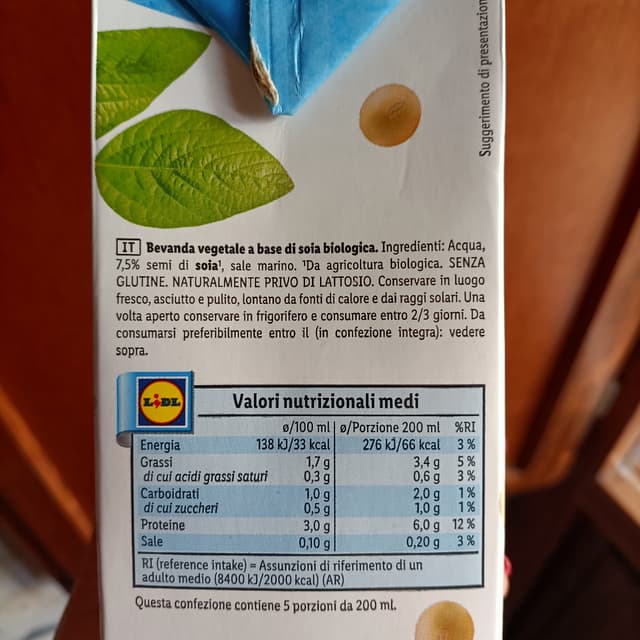 Suggerimento di presentazion
IT Bevanda vegetale a base di soia biologica. Ingredienti: Acqua,
7,5% semi di soia¹, sale marino. ¹Da agricoltura biologica. SENZA
GLUTINE. NATURALMENTE PRIVO DI LATTOSIO. Conservare in luogo
fresco, asciutto e pulito, lontano da fonti di calore e dai raggi solari. Una
volta aperto conservare in frigorifero e consumare entro 2/3 giorni. Da
consumarsi preferibilmente entro il (in confezione integra): vedere
sopra.
LIDL
Valori nutrizionali medi
ø/100 ml ø/Porzione 200 ml %RI
Energia 138 kJ/33 kcal 276 kJ/66 kcal 3 %
Grassi 1,7 g 3,4 g 5 %
di cui acidi grassi saturi 0,3 g 0,6 g 3 %
Carboidrati 1,0 g 2,0 g 1 %
di cui zuccheri 0,5 g 1,0 g 1 %
Proteine 3,0 g 6,0 g 12 %
Sale 0,10 g 0,20 g 3 %
RI (reference intake) = Assunzioni di riferimento di un
adulto medio (8400 kJ/2000 kcal) (AR)
Questa confezione contiene 5 porzioni da 200 ml.